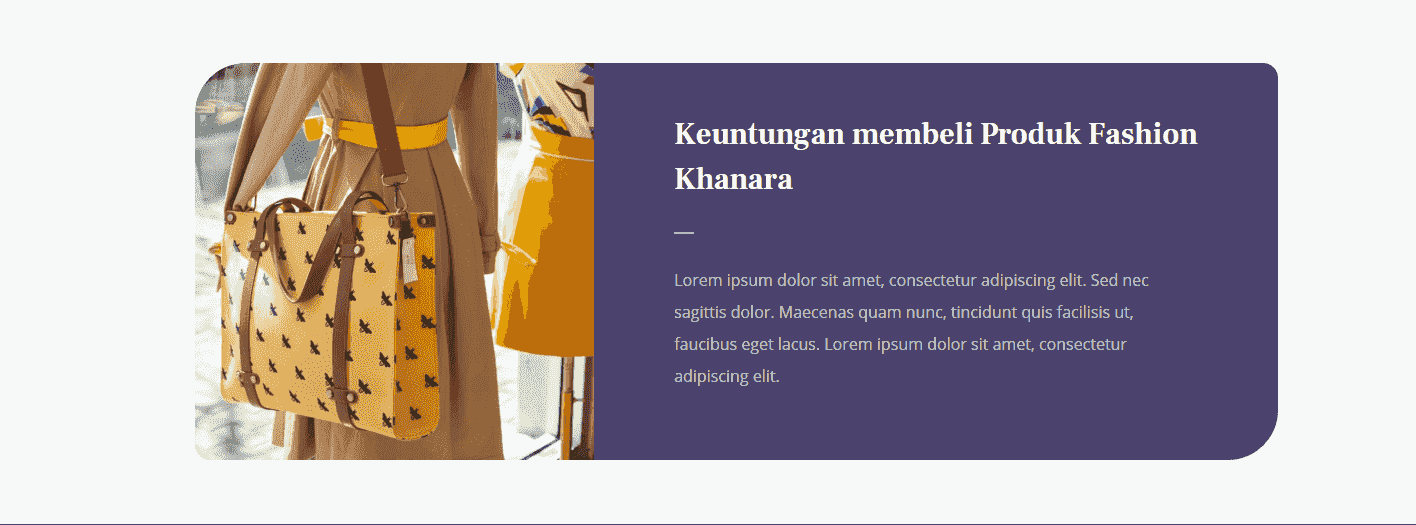 Keuntungan membeli Produk Fashion
Khanara
Lorem ipsum dolor sit amet, consectetur adipiscing elit. Sed nec
sagittis dolor. Maecenas quam nunc, tincidunt quis facilisis ut,
faucibus eget lacus. Lorem ipsum dolor sit amet, consectetur
adipiscing elit.